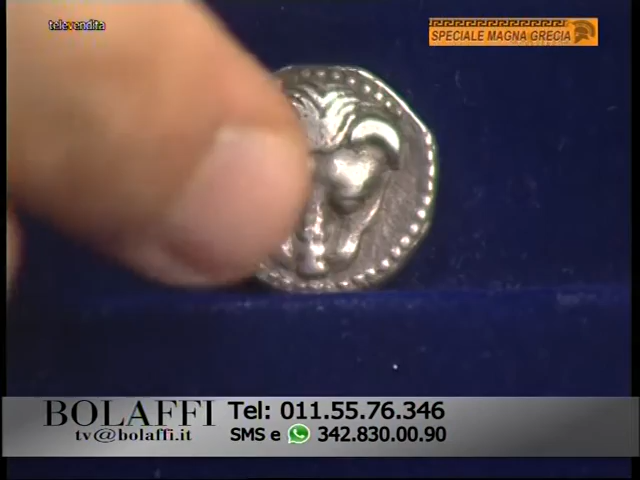 televendita
SPECIALE MAGNA GRECIA
BOLAFFI
tv@bolaffi.it
Tel: 011.55.76.346
SMS e 342.830.00.90